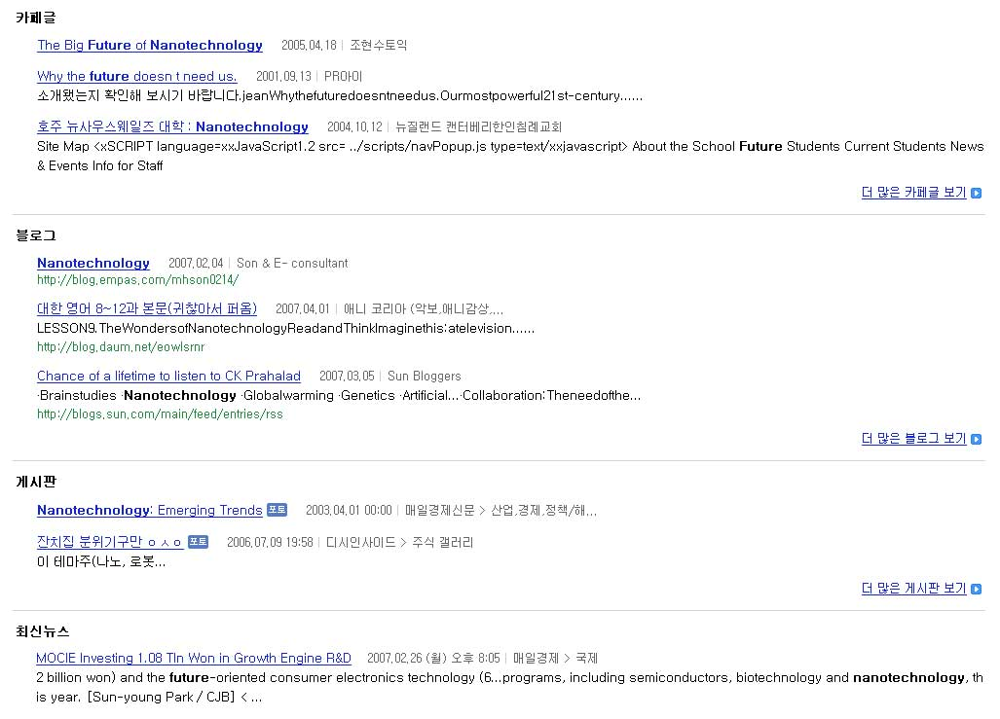 카페글
The Big Future of Nanotechnology 2005.04.18 | 조현수토익
Why the future doesn t need us. 2001.09.13 | PR아이
소개됐는지 확인해 보시기 바랍니다.jeanWhythefuturedoesntneedus.Ourmostpowerful21st-century......
호주 뉴사우스웨일즈 대학 : Nanotechnology 2004.10.12 | 뉴질랜드 캔터베리한인침례교회
Site Map <xSCRIPT language=xxJavaScript1.2 src= ../scripts/navPopup.js type=text/xxjavascript> About the School Future Students Current Students News
& Events Info for Staff
더 많은 카페글 보기
블로그
Nanotechnology 2007.02.04 | Son & E- consultant
http://blog.empas.com/mhson0214/
대한 영어 8~12과 본문(귀찮아서 퍼옴) 2007.04.01 | 애니 코리아 (악보,애니감상,...
LESSON9.TheWondersofNanotechnologyReadandThinkImaginethis:atelevision......
http://blog.daum.net/eowlsrnr
Chance of a lifetime to listen to CK Prahalad 2007.03.05 | Sun Bloggers
·Brainstudies ·Nanotechnology ·Globalwarming ·Genetics ·Artificial...·Collaboration:Theneedofthe...
http://blogs.sun.com/main/feed/entries/rss
더 많은 블로그 보기
게시판
Nanotechnology: Emerging Trends 포토 2003.04.01 00:00 | 매일경제신문 > 산업,경제,정책/해...
잔치집 분위기구만 ㅇㅅㅇ 포토 2006.07.09 19:58 | 디시인사이드 > 주식 갤러리
이 테마주(나노, 로봇...
더 많은 게시판 보기
최신뉴스
MOCIE Investing 1.08 Tln Won in Growth Engine R&D 2007.02.26 (월) 오후 8:05 | 매일경제 > 국제
2 billion won) and the future-oriented consumer electronics technology (6...programs, including semiconductors, biotechnology and nanotechnology, th
is year. [Sun-young Park / CJB] < ...